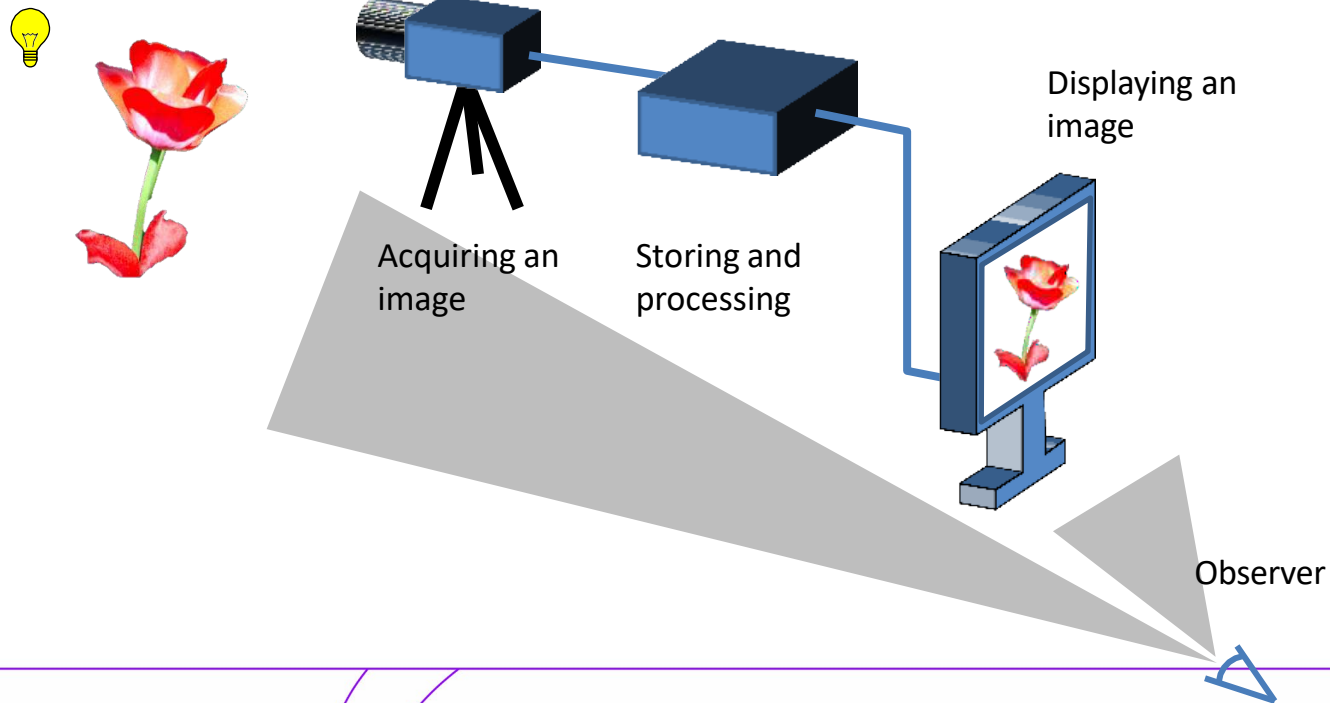 Displaying an
image
Acquiring an
image
Storing and
processing
Observer